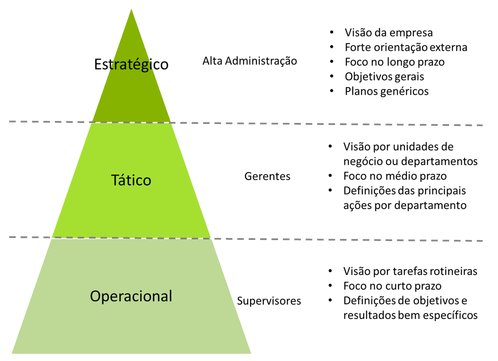 Estratégico
Alta Administração
• Visão da empresa
• Forte orientação externa
• Foco no longo prazo
• Objetivos gerais
• Planos genéricos
Tático
Gerentes
• Visão por unidades de
negócio ou departamentos
• Foco no médio prazo
• Definições das principais
ações por departamento
Operacional
Supervisores
• Visão por tarefas rotineiras
• Foco no curto prazo
• Definições de objetivos e
resultados bem específicos